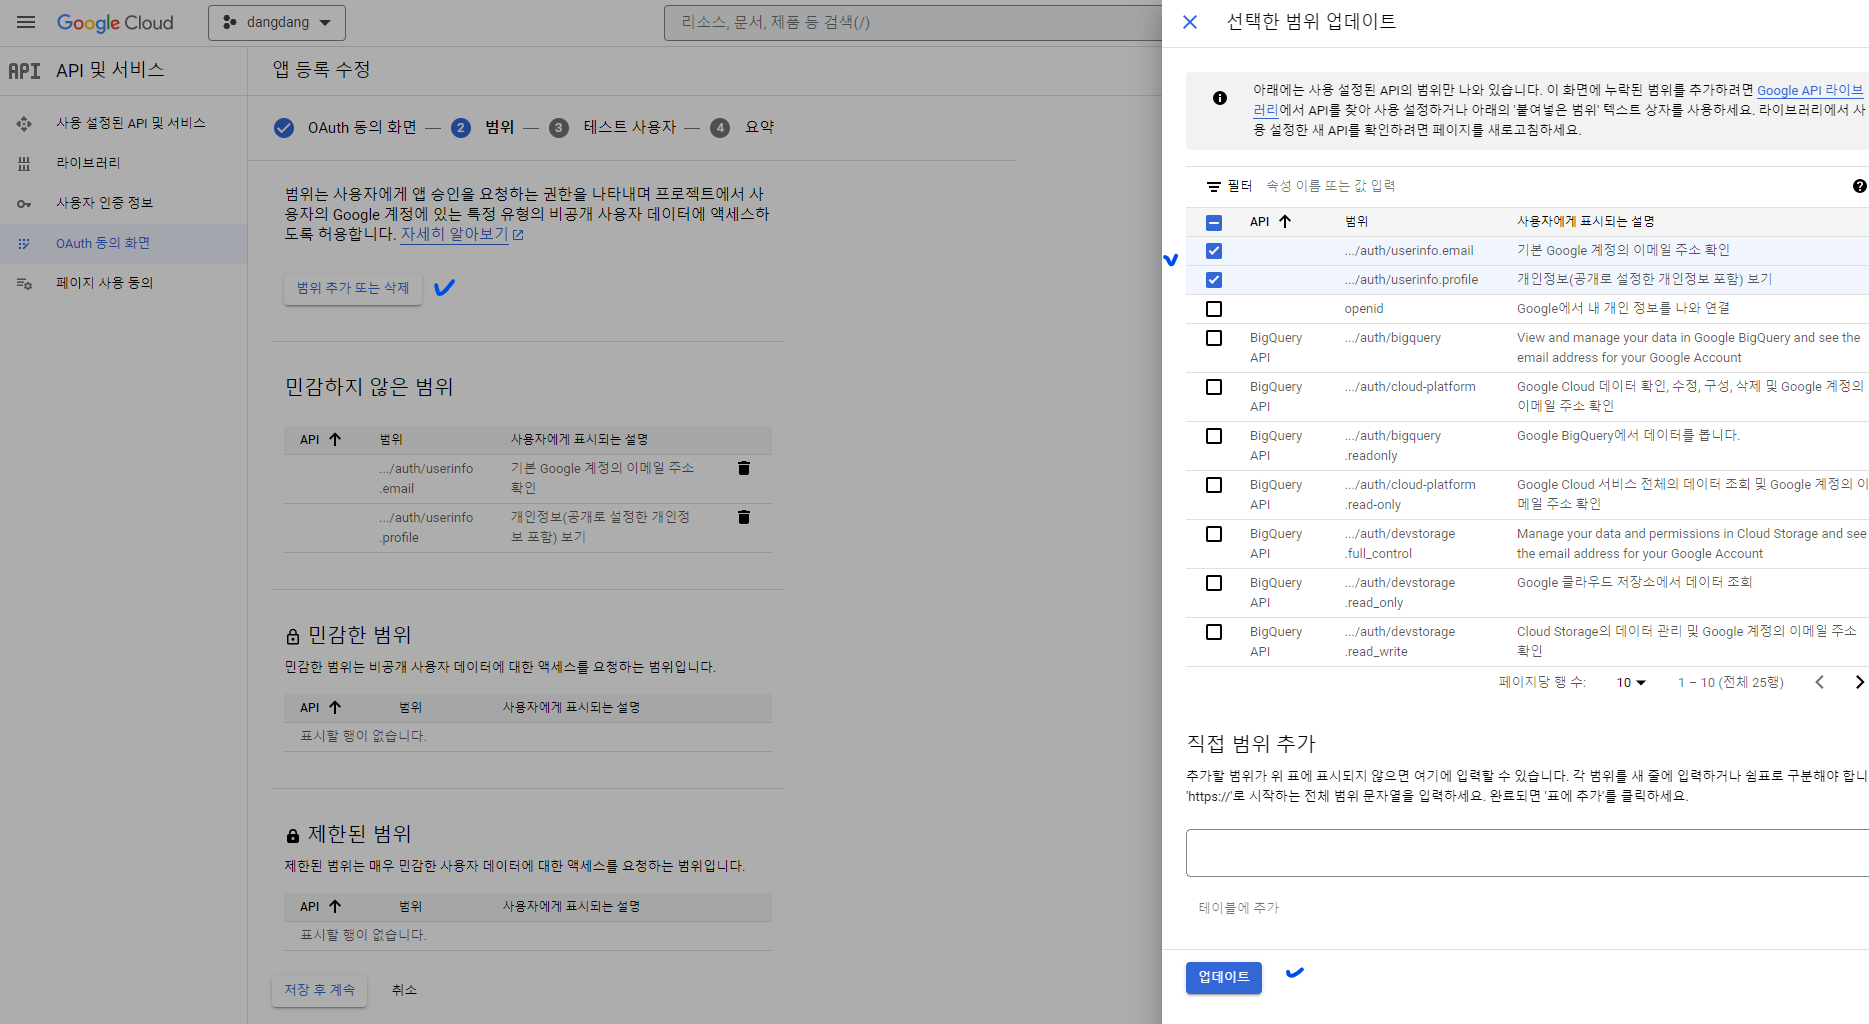 Google Cloud
dangdang
리소스, 문서, 제품 등 검색(/)
API API 및 서비스
사용 설정된 API 및 서비스
라이브러리
사용자 인증 정보
OAuth 동의 화면
페이지 사용 동의
앱 등록 수정
OAuth 동의 화면 — 2 범위 — 3 테스트 사용자 — 4 요약
범위는 사용자에게 앱 승인을 요청하는 권한을 나타내며 프로젝트에서 사
용자의 Google 계정에 있는 특정 유형의 비공개 사용자 데이터에 액세스하
도록 허용합니다. 자세히 알아보기
범위 추가 또는 삭제
민감하지 않은 범위
API 범위 사용자에게 표시되는 설명
.../auth/userinfo 기본 Google 계정의 이메일 주소
.email 확인
.../auth/userinfo 개인정보(공개로 설정한 개인정
.profile 보 포함) 보기
민감한 범위
민감한 범위는 비공개 사용자 데이터에 대한 액세스를 요청하는 범위입니다.
API 범위 사용자에게 표시되는 설명
표시할 행이 없습니다.
제한된 범위
제한된 범위는 매우 민감한 사용자 데이터에 대한 액세스를 요청하는 범위입니다.
API 범위 사용자에게 표시되는 설명
표시할 행이 없습니다.
저장 후 계속 취소
선택한 범위 업데이트
아래에는 사용 설정된 API의 범위만 나와 있습니다. 이 화면에 누락된 범위를 추가하려면 Google API 라이브
러리에서 API를 찾아 사용 설정하거나 아래의 '붙여넣은 범위' 텍스트 상자를 사용하세요. 라이브러리에서 사
용 설정한 새 API를 확인하려면 페이지를 새로고침하세요.
필터 속성 이름 또는 값 입력
API 범위 사용자에게 표시되는 설명
.../auth/userinfo.email 기본 Google 계정의 이메일 주소 확인
.../auth/userinfo.profile 개인정보(공개로 설정한 개인정보 포함) 보기
openid Google에서 내 개인 정보를 나와 연결
BigQuery .../auth/bigquery View and manage your data in Google BigQuery and see the
API email address for your Google Account
BigQuery .../auth/cloud-platform Google Cloud 데이터 확인, 수정, 구성, 삭제 및 Google 계정의
API 이메일 주소 확인
BigQuery .../auth/bigquery Google BigQuery에서 데이터를 봅니다.
API .readonly
BigQuery .../auth/cloud-platform Google Cloud 서비스 전체의 데이터 조회 및 Google 계정의 이
API .read-only 메일 주소 확인
BigQuery .../auth/devstorage Manage your data and permissions in Cloud Storage and see
API .full_control the email address for your Google Account
BigQuery .../auth/devstorage Google 클라우드 저장소에서 데이터 조회
API .read_only
BigQuery .../auth/devstorage Cloud Storage의 데이터 관리 및 Google 계정의 이메일 주소
API .read_write 확인
페이지당 행 수: 10 1 – 10 (전체 25행)
직접 범위 추가
추가할 범위가 위 표에 표시되지 않으면 여기에 입력할 수 있습니다. 각 범위를 새 줄에 입력하거나 쉼표로 구분해야 합니
'https://'로 시작하는 전체 범위 문자열을 입력하세요. 완료되면 '표에 추가'를 클릭하세요.
테이블에 추가
업데이트